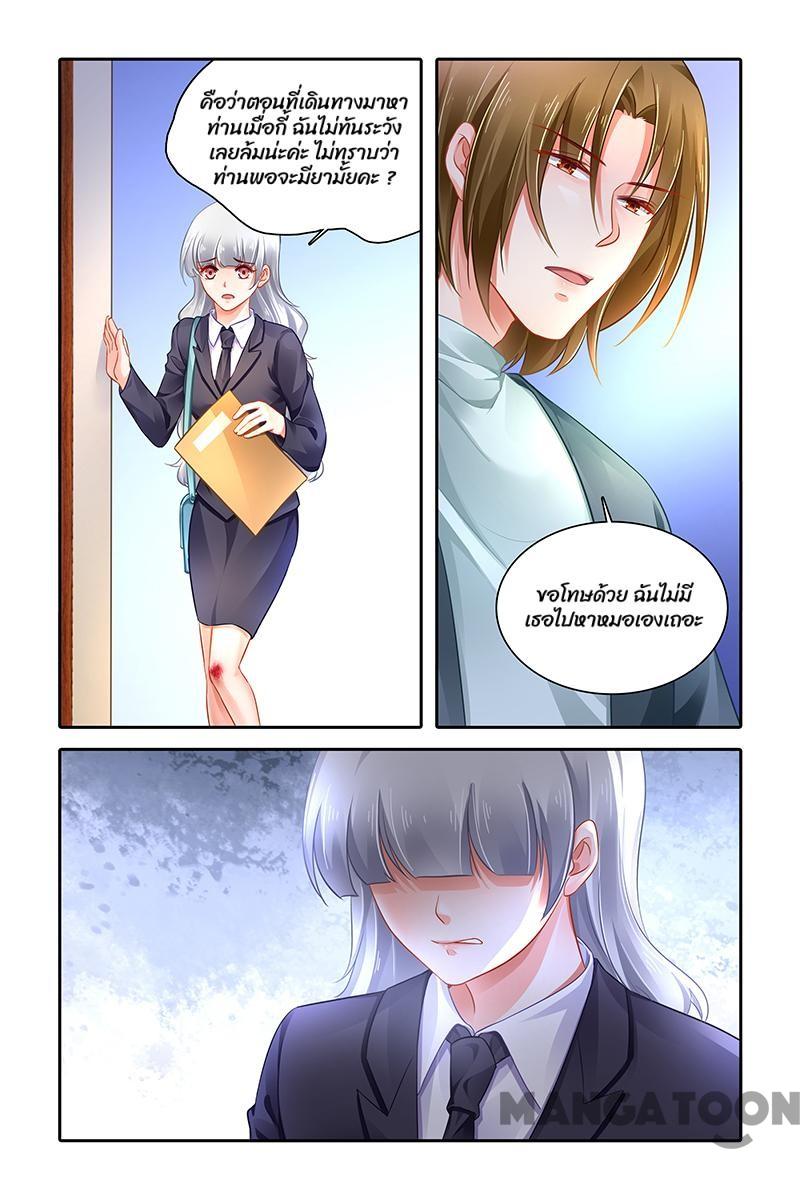 คือว่าตอนที่เดินทางมาหา
ท่านเมื่อกี้ ฉันไม่ทันระวัง
เลยล้มน่ะค่ะ ไม่ทราบว่า
ท่านพอจะมียามั้ยคะ ?
ขอโทษด้วย ฉันไม่มี
เธอไปหาหมอเองเถอะ
MANGATOON